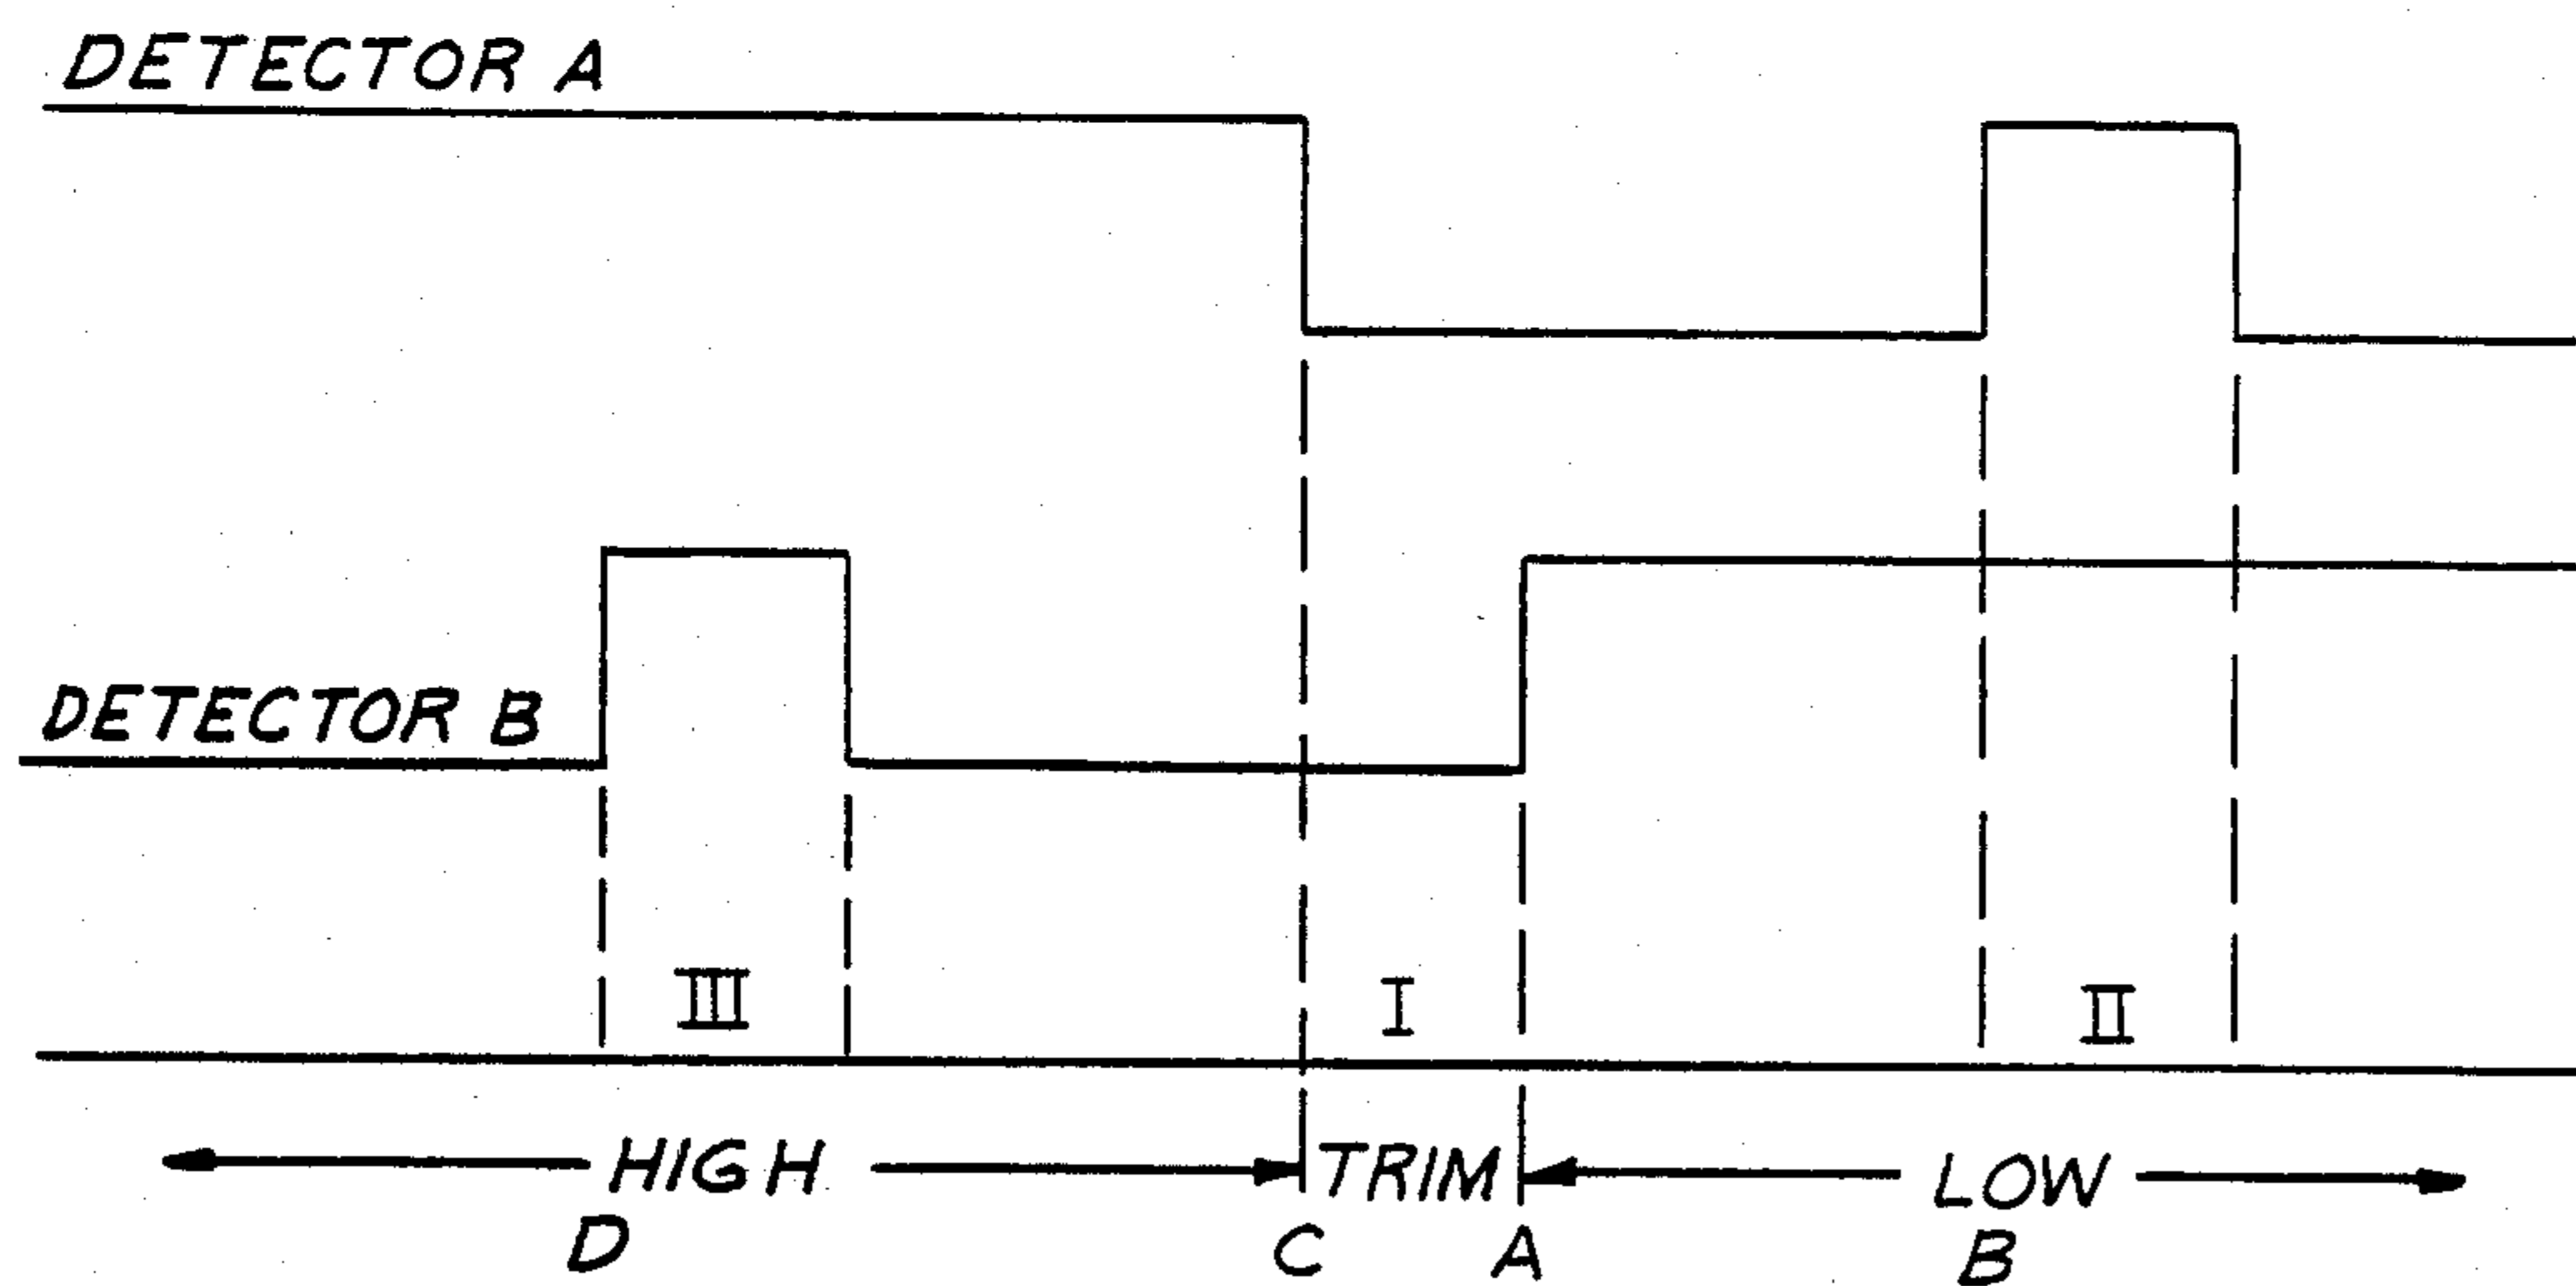 DETECTOR A
DETECTOR B
III I II
HIGH TRIM LOW
D C A B